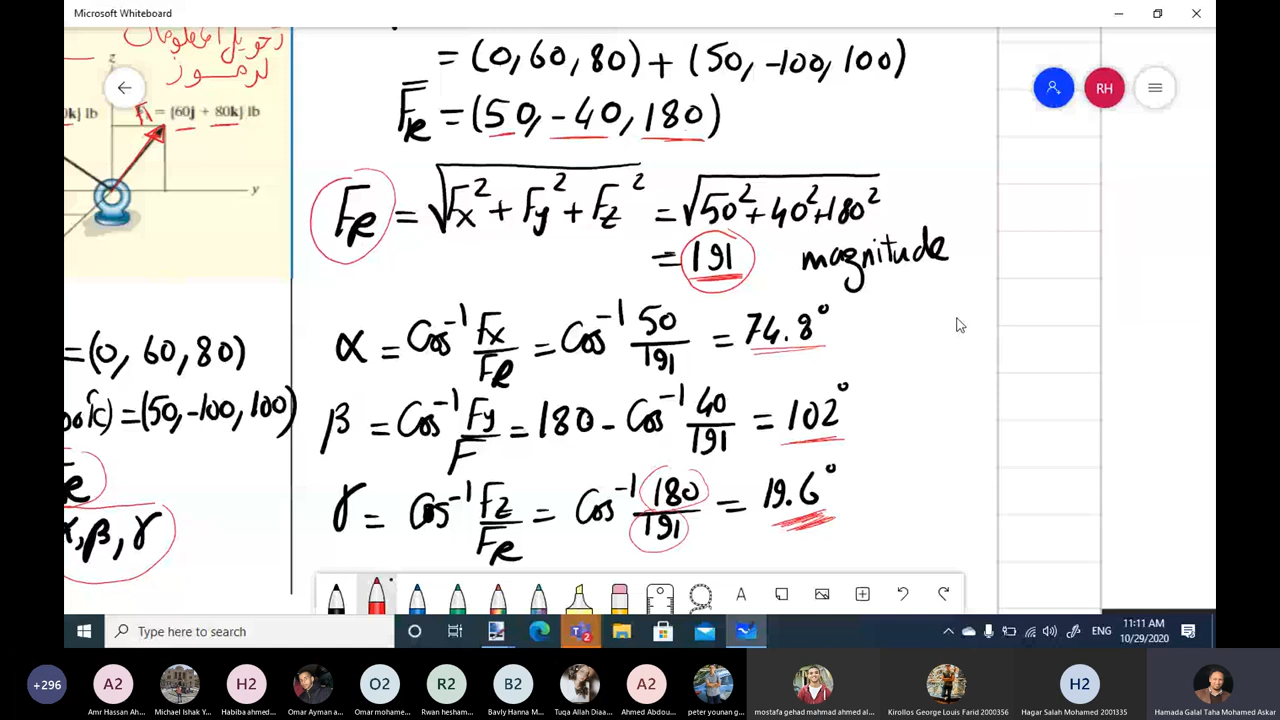 Microsoft Whiteboard
تحويل المعلومات
لرموز
z
k] lb
F₁ = {60j + 80k} lb
y
= (0, 60, 80) + (50, -100, 100)
F̅R = (50, -40, 180)
FR = √Fx² + Fy² + Fz² = √50² + 40² + 180²
= 191 magnitude
α = Cos⁻¹ Fx/FR = Cos⁻¹ 50/191 = 74.8°
β = Cos⁻¹ Fy/F = 180 - Cos⁻¹ 40/191 = 102°
γ = Cos⁻¹ Fz/FR = Cos⁻¹ 180/191 = 19.6°
= (0, 60, 80)
= (50, -100, 100)
α, β, γ
RH
A
Type here to search
ENG
11:11 AM
10/29/2020
+296
A2
H2
O2
R2
B2
A2
H2
Amr Hassan Ah...
Michael Ishak Y...
Habiba ahmed...
Omar Ayman a...
Omar mohame...
Rwan hesham...
Bavly Hanna M...
Tuqa Allah Diaa...
Ahmed Abdou...
peter younan g...
mostafa gehad mahmad ahmed al...
Kirollos George Louis Farid 2000356
Hagar Salah Mohamed 2001335
Hamada Galal Taha Mohamed Askar